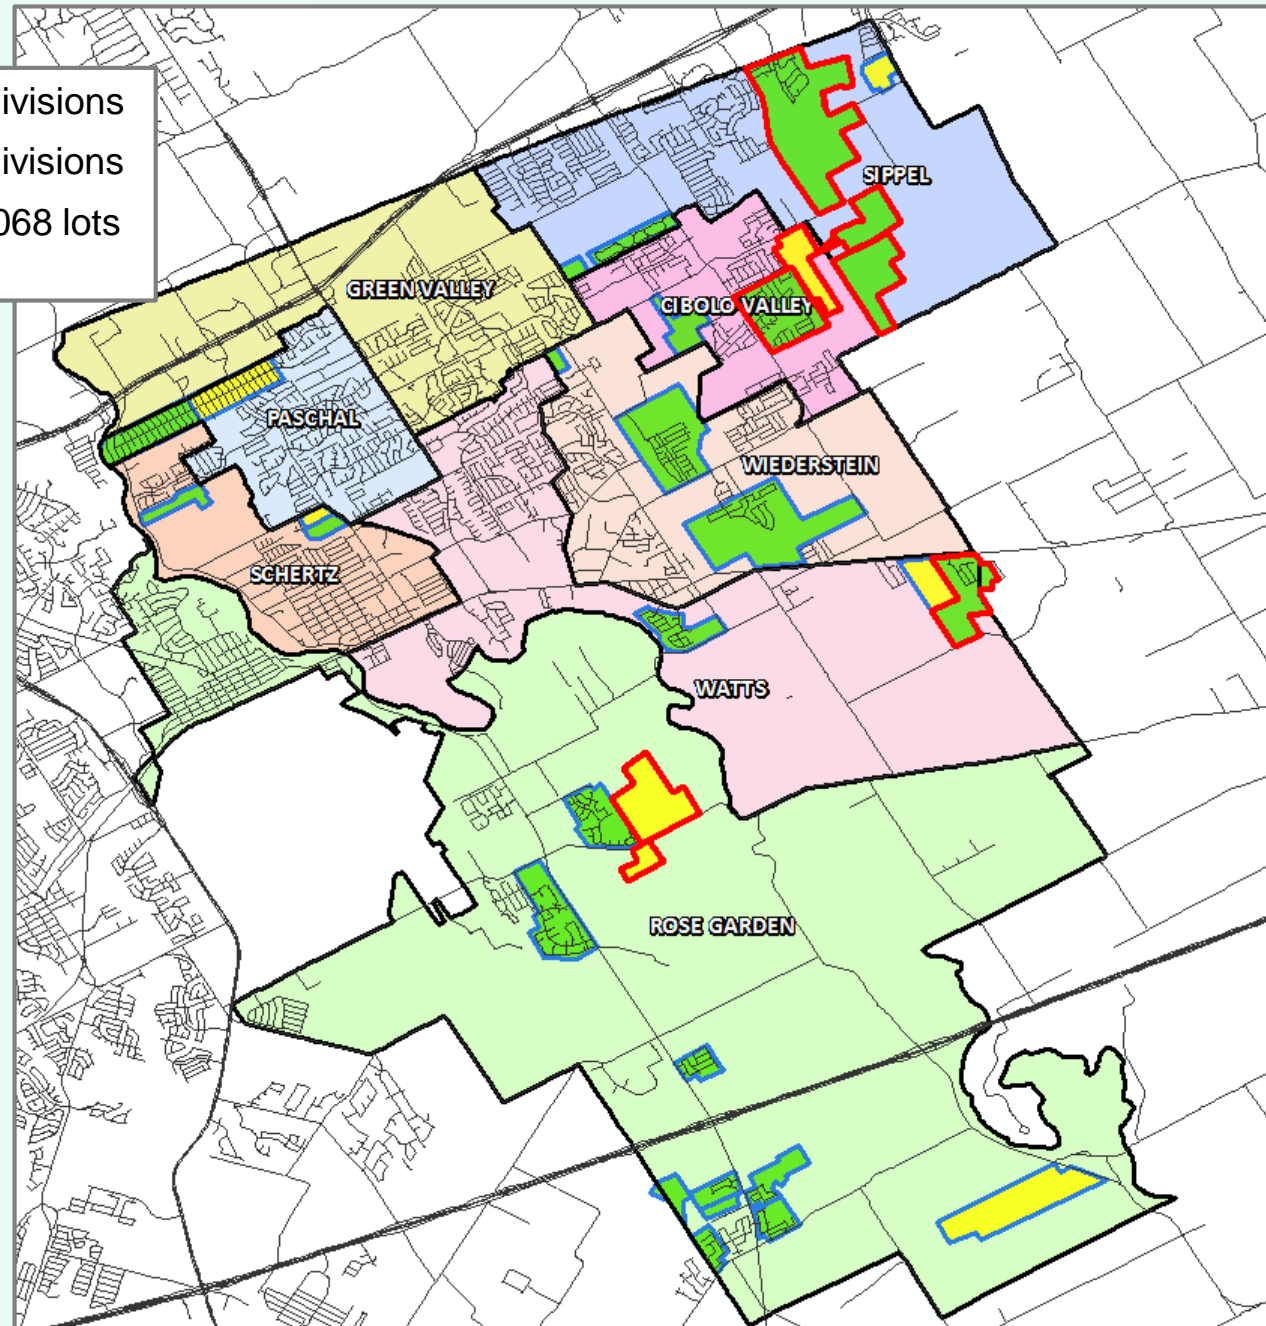 ivisions
ivisions
068 lots
SIPPEL
GREEN VALLEY
CIBOLO VALLEY
PASCHAL
WIEDERSTEIN
SCHERTZ
WATTS
ROSE GARDEN